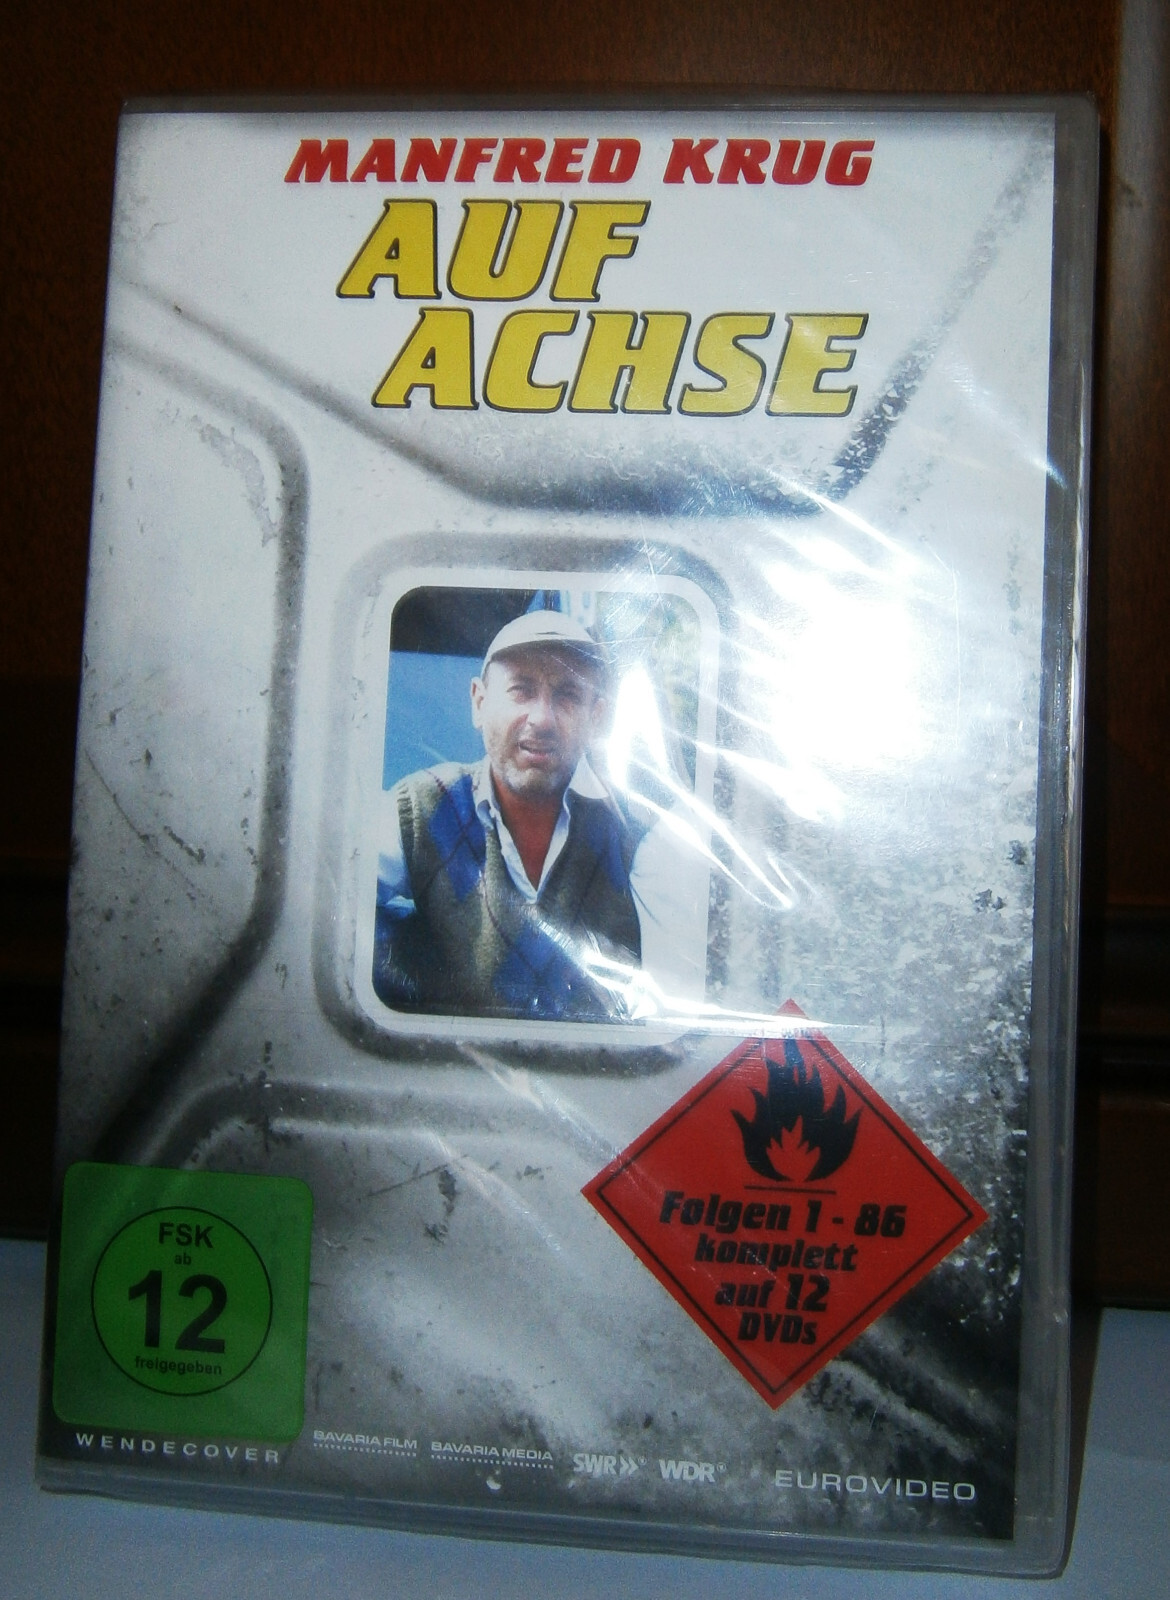 MANFRED KRUG
AUF
ACHSE
Folgen 1 - 86
komplett
auf 12
DVDs
FSK
ab
12
freigegeben
WENDECOVER
BAVARIA FILM
BAVARIA MEDIA
SWR»
WDR
EUROVIDEO